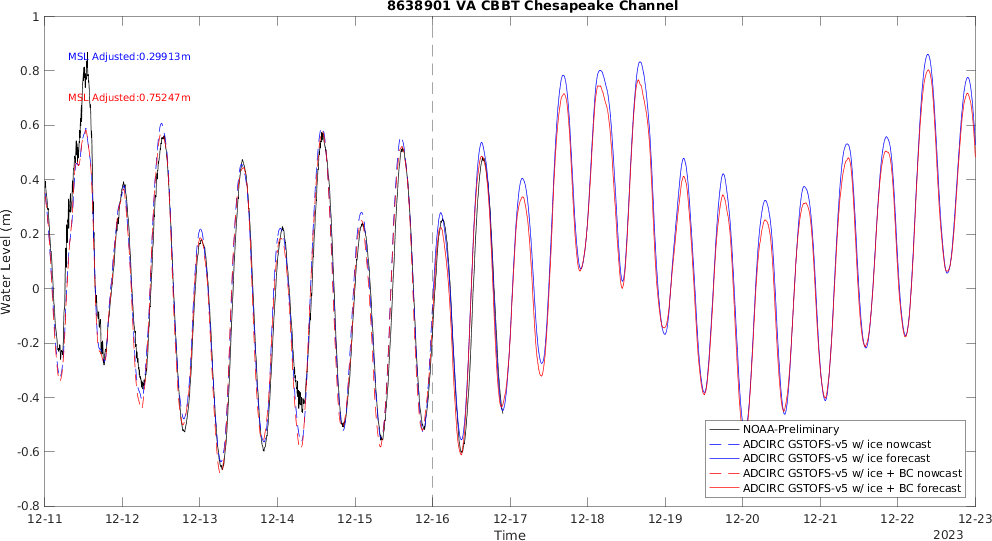 8638901 VA CBBT Chesapeake Channel
1
0.8
0.6
0.4
0.2
0
-0.2
-0.4
-0.6
-0.8
Water Level (m)
MSL Adjusted:0.29913m
MSL Adjusted:0.75247m
NOAA-Preliminary
ADCIRC GSTOFS-v5 w/ ice nowcast
ADCIRC GSTOFS-v5 w/ ice forecast
ADCIRC GSTOFS-v5 w/ ice + BC nowcast
ADCIRC GSTOFS-v5 w/ ice + BC forecast
12-11 12-12 12-13 12-14 12-15 12-16 12-17 12-18 12-19 12-20 12-21 12-22 12-23
Time
2023